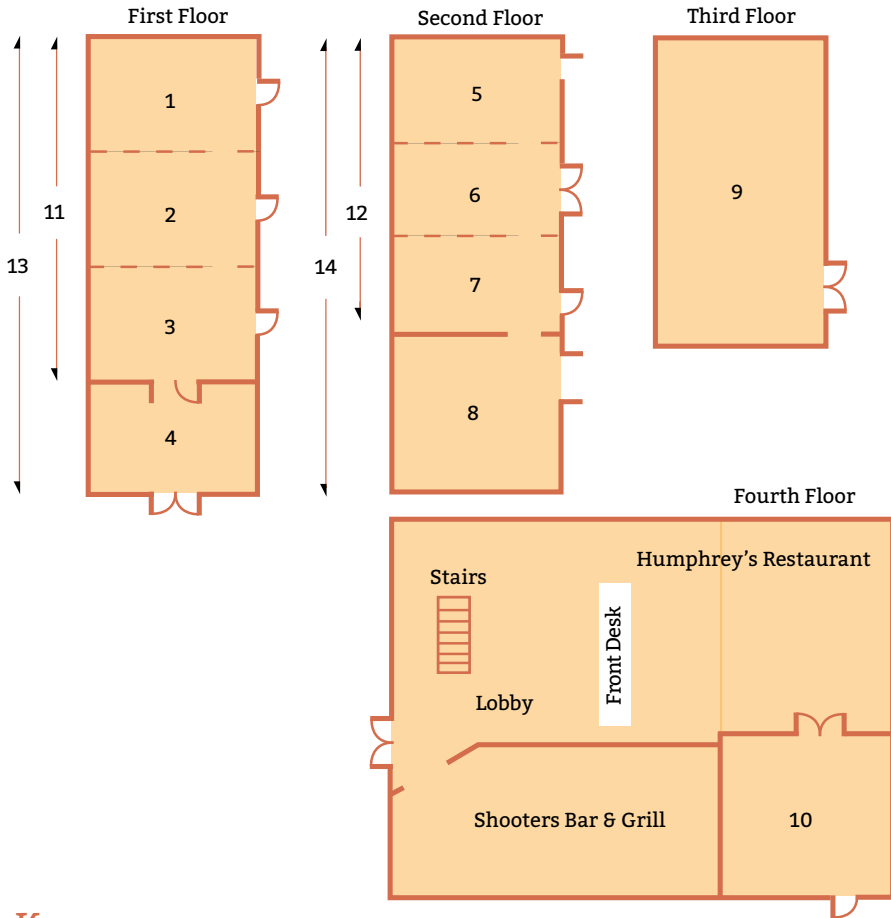 First Floor
1
2
3
4
11
13
Second Floor
5
6
7
8
12
14
Third Floor
9
Fourth Floor
Humphrey's Restaurant
Stairs
Front Desk
Lobby
Shooters Bar & Grill
10